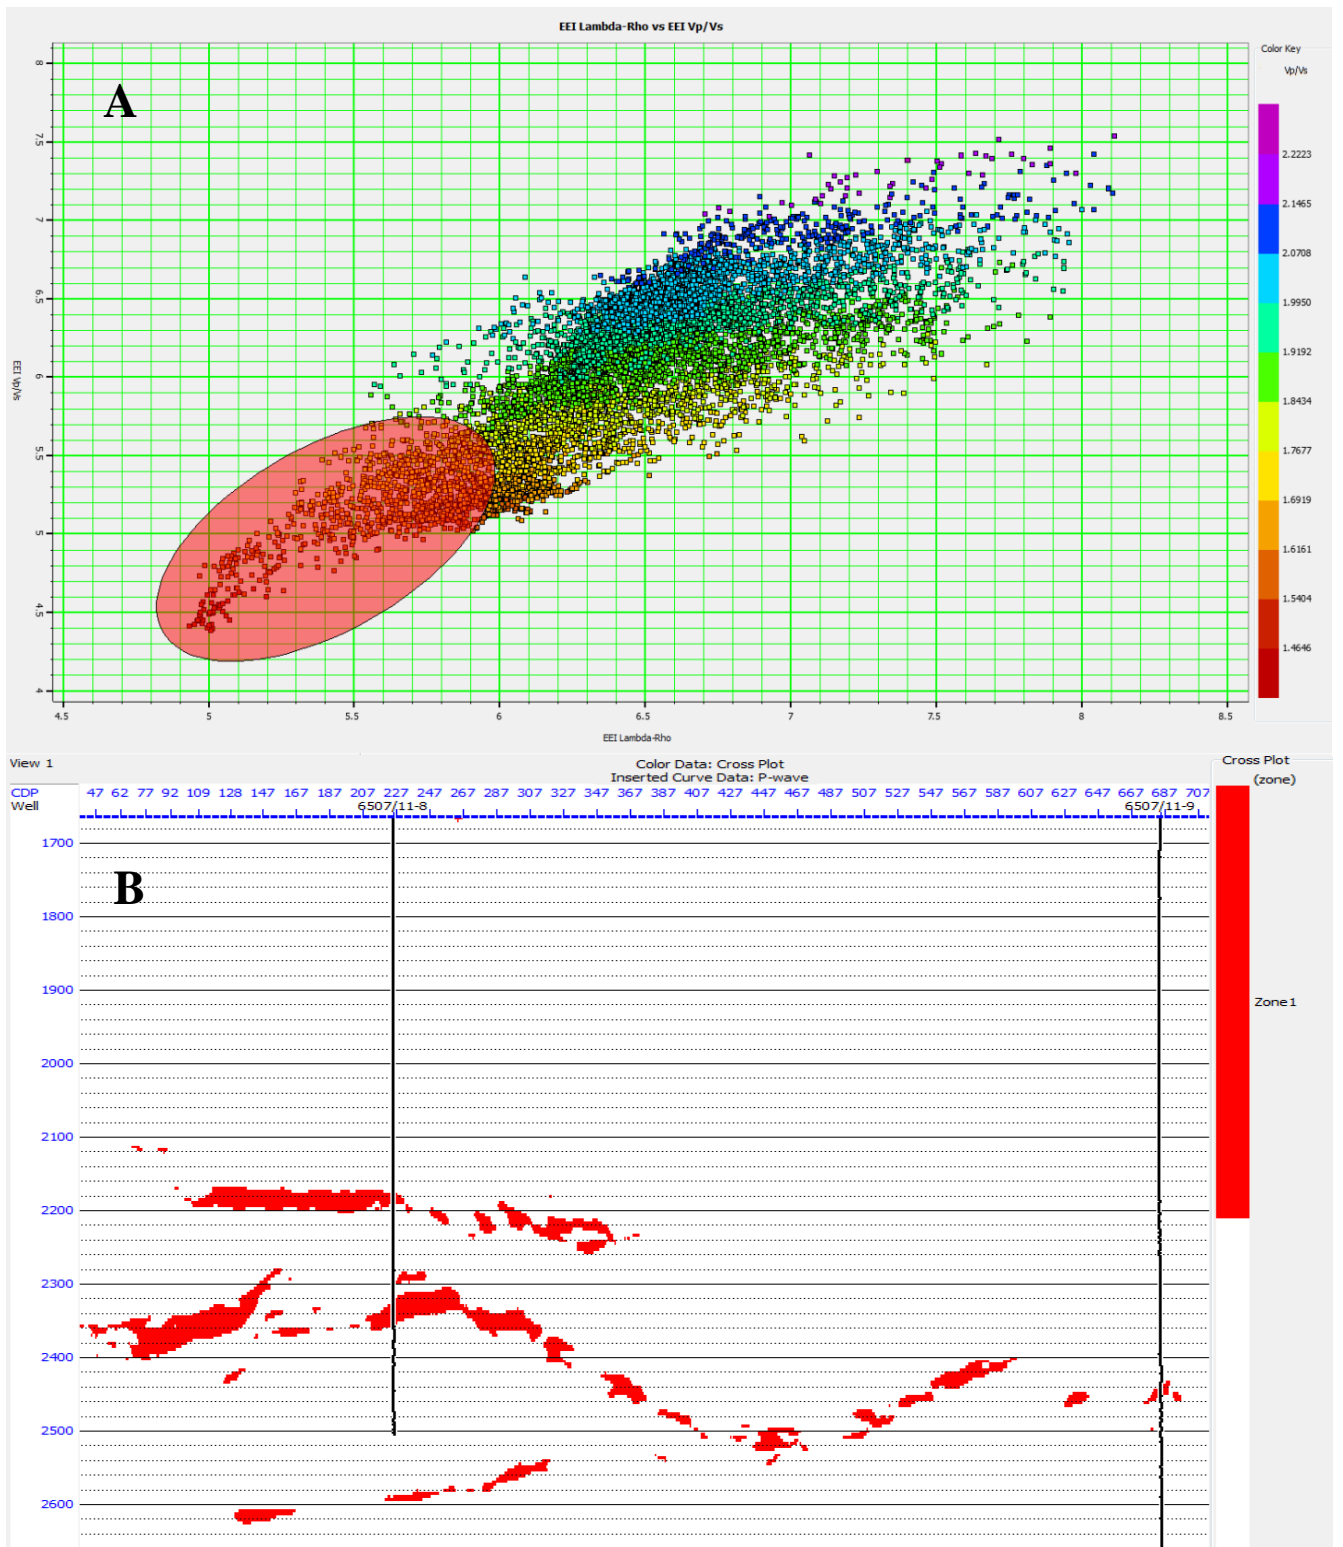 EEI Lambda-Rho vs EEI Vp/Vs
Color Key
Vp/Vs
A
8
7.5
7
6.5
6
5.5
5
4.5
4
EEI Vp/Vs
2.2223
2.1465
2.0708
1.9950
1.9192
1.8434
1.7677
1.6919
1.6161
1.5404
1.4646
4.5 5 5.5 6 6.5 7 7.5 8 8.5
EEI Lambda-Rho
View 1
Color Data: Cross Plot
Inserted Curve Data: P-wave
Cross Plot
(zone)
CDP 47 62 77 92 109 128 147 167 187 207 227 247 267 287 307 327 347 367 387 407 427 447 467 487 507 527 547 567 587 607 627 647 667 687 707
Well 6507/11-8 6507/11-9
B
1700
1800
1900
2000
2100
2200
2300
2400
2500
2600
Zone1